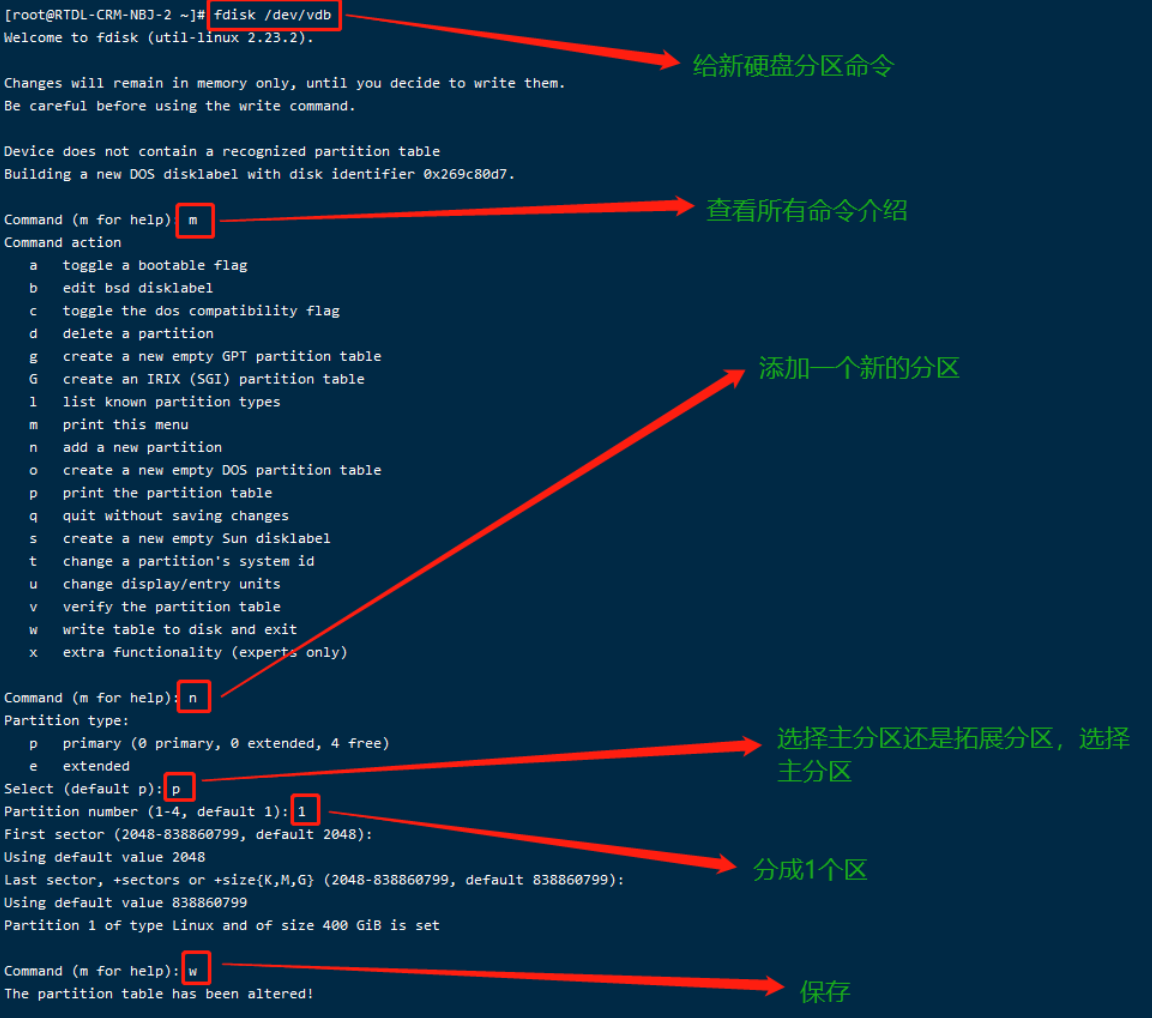 [root@RTDL-CRM-NBJ-2 ~]# fdisk /dev/vdb
Welcome to fdisk (util-linux 2.23.2).
给新硬盘分区命令
Changes will remain in memory only, until you decide to write them.
Be careful before using the write command.
Device does not contain a recognized partition table
Building a new DOS disklabel with disk identifier 0x269c80d7.
Command (m for help): m
查看所有命令介绍
Command action
a toggle a bootable flag
b edit bsd disklabel
c toggle the dos compatibility flag
d delete a partition
g create a new empty GPT partition table
添加一个新的分区
G create an IRIX (SGI) partition table
l list known partition types
m print this menu
n add a new partition
o create a new empty DOS partition table
p print the partition table
q quit without saving changes
s create a new empty Sun disklabel
t change a partition's system id
u change display/entry units
v verify the partition table
w write table to disk and exit
x extra functionality (experts only)
Command (m for help): n
Partition type:
p primary (0 primary, 0 extended, 4 free)
选择主分区还是拓展分区，选择
主分区
e extended
Select (default p): p
Partition number (1-4, default 1): 1
First sector (2048-838860799, default 2048):
Using default value 2048
分成1个区
Last sector, +sectors or +size{K,M,G} (2048-838860799, default 838860799):
Using default value 838860799
Partition 1 of type Linux and of size 400 GiB is set
Command (m for help): w
The partition table has been altered!
保存